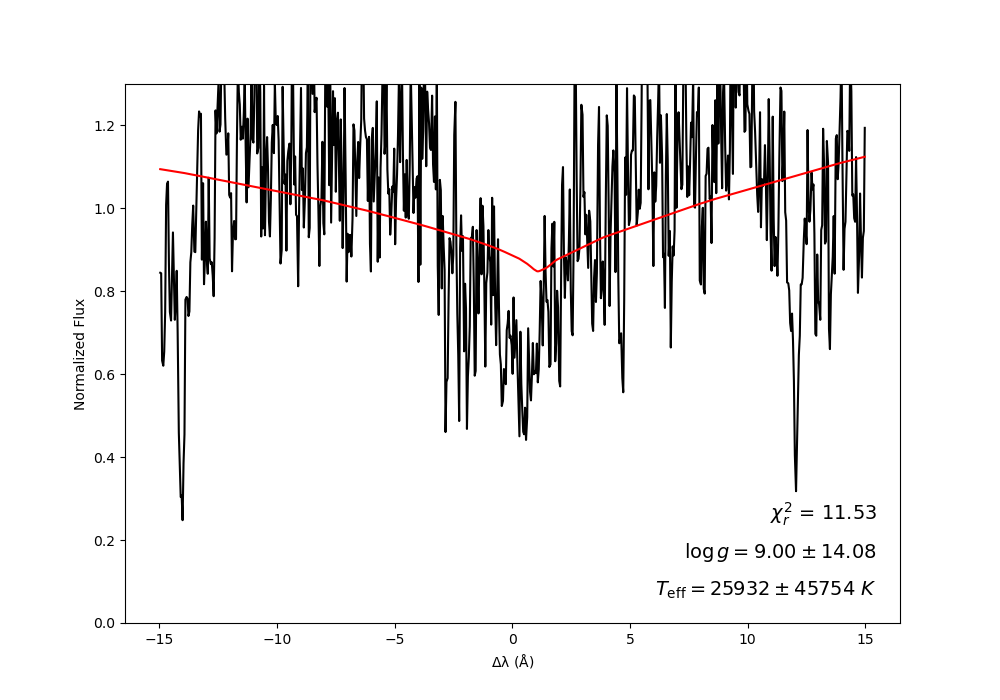 1.2
1.0
0.8
0.6
0.4
0.2
0.0
Normalized Flux
χ²ᵣ = 11.53
log g = 9.00 ± 14.08
T_eff = 25932 ± 45754 K
−15 −10 −5 0 5 10 15
Δλ (Å)